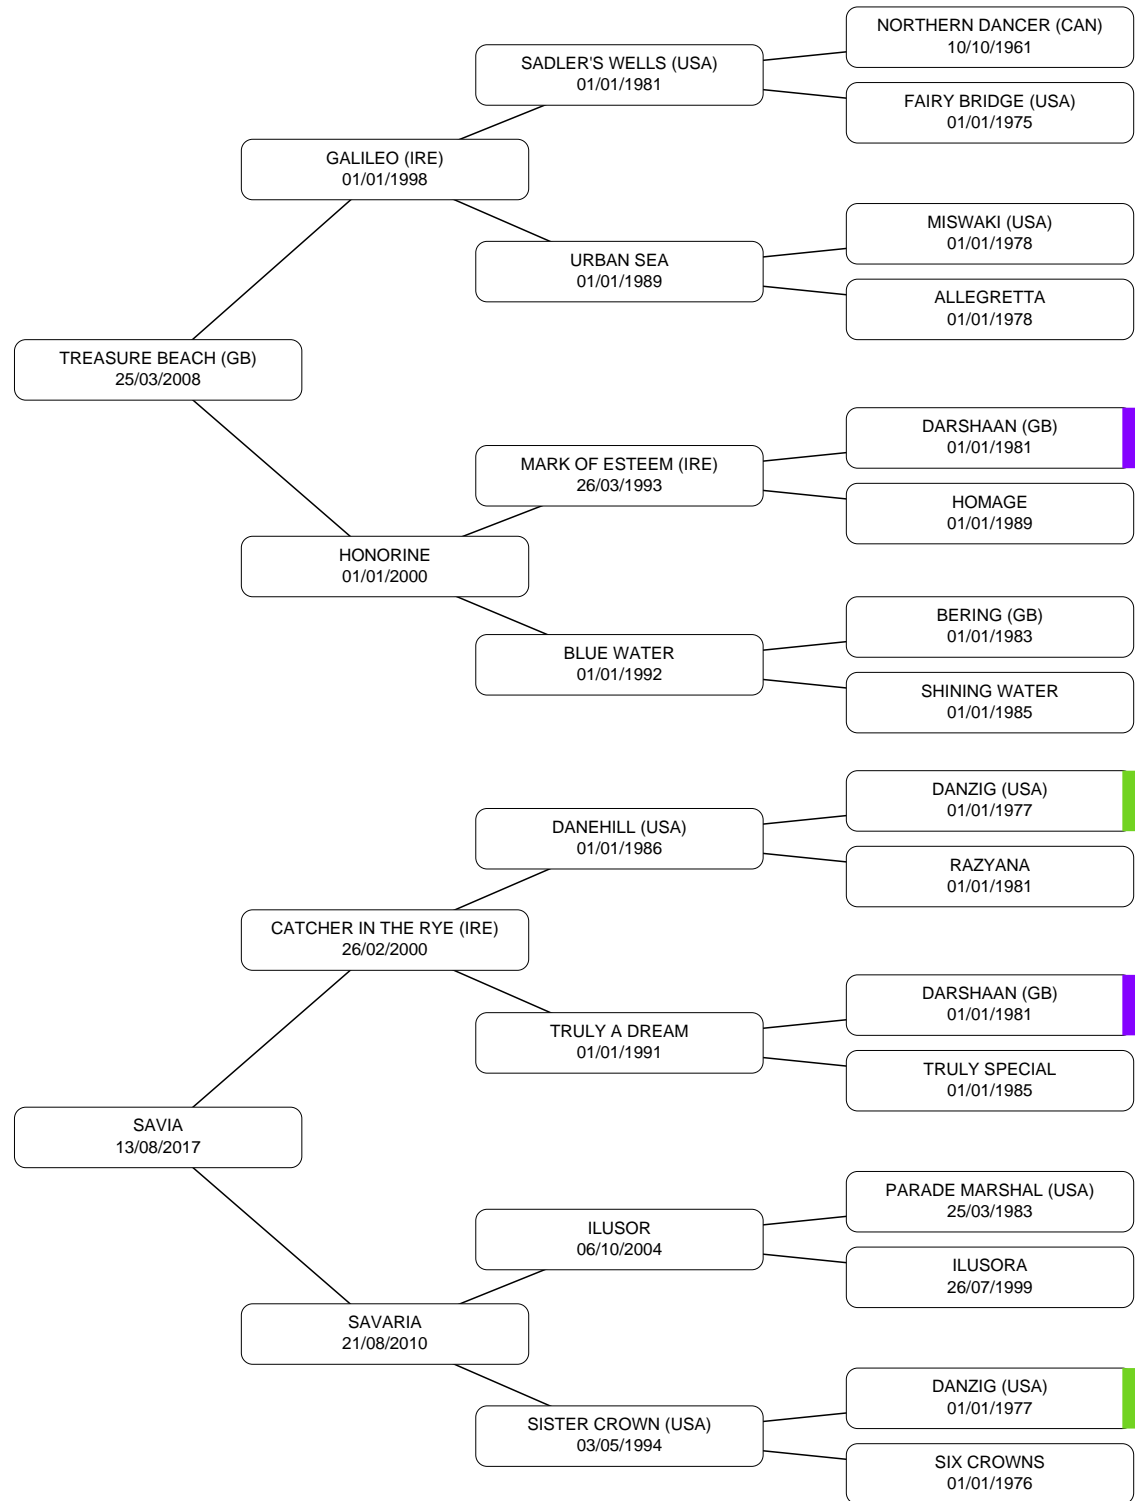 NORTHERN DANCER (CAN)
10/10/1961
SADLER'S WELLS (USA)
01/01/1981
FAIRY BRIDGE (USA)
01/01/1975
GALILEO (IRE)
01/01/1998
MISWAKI (USA)
01/01/1978
URBAN SEA
01/01/1989
ALLEGRETTA
01/01/1978
TREASURE BEACH (GB)
25/03/2008
DARSHAAN (GB)
01/01/1981
MARK OF ESTEEM (IRE)
26/03/1993
HOMAGE
01/01/1989
HONORINE
01/01/2000
BERING (GB)
01/01/1983
BLUE WATER
01/01/1992
SHINING WATER
01/01/1985
DANZIG (USA)
01/01/1977
DANEHILL (USA)
01/01/1986
RAZYANA
01/01/1981
CATCHER IN THE RYE (IRE)
26/02/2000
DARSHAAN (GB)
01/01/1981
TRULY A DREAM
01/01/1991
TRULY SPECIAL
01/01/1985
SAVIA
13/08/2017
PARADE MARSHAL (USA)
25/03/1983
ILUSOR
06/10/2004
ILUSORA
26/07/1999
SAVARIA
21/08/2010
DANZIG (USA)
01/01/1977
SISTER CROWN (USA)
03/05/1994
SIX CROWNS
01/01/1976